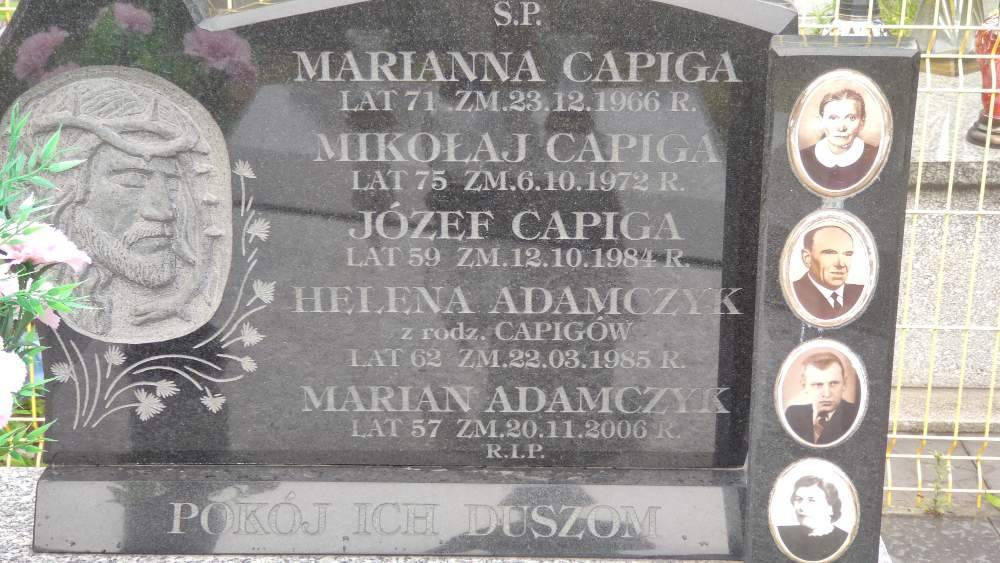 S.P.
MARIANNA CAPIGA
LAT 71 ZM.23.12.1966 R.
MIKOŁAJ CAPIGA
LAT 75 ZM.6.10.1972 R.
JÓZEF CAPIGA
LAT 59 ZM.12.10.1984 R.
HELENA ADAMCZYK
z rodz. CAPIGÓW
LAT 62 ZM.22.03.1985 R.
MARIAN ADAMCZYK
LAT 57 ZM.20.11.2006 R.
R.I.P.
POKÓJ ICH DUSZOM